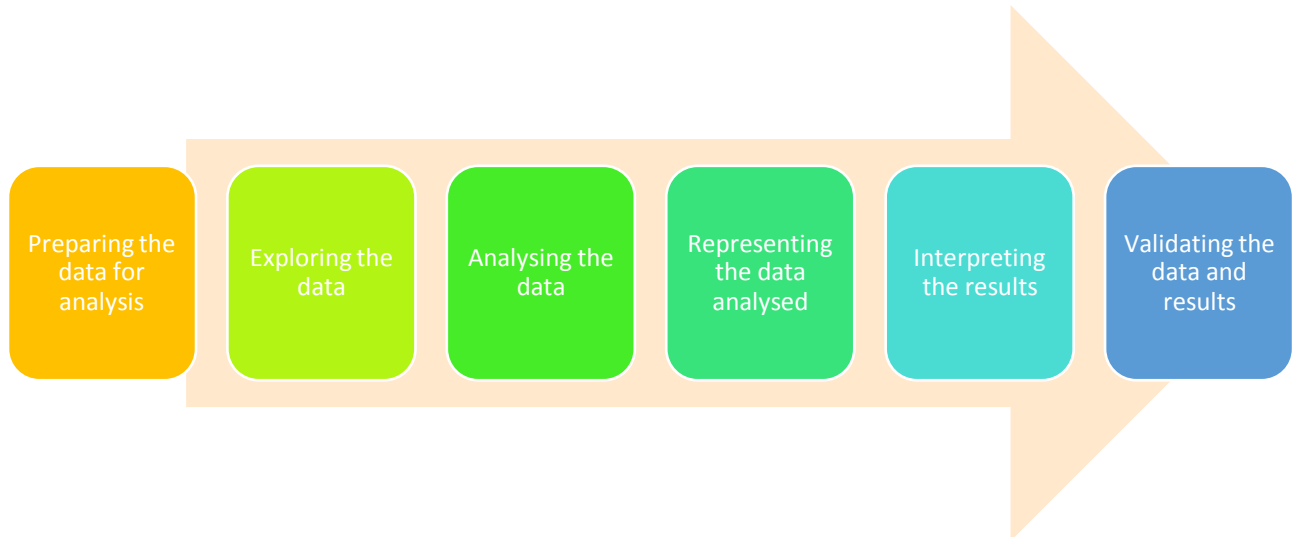 Preparing the
data for
analysis
Exploring the
data
Analysing the
data
Representing
the data
analysed
Interpreting
the results
Validating the
data and
results